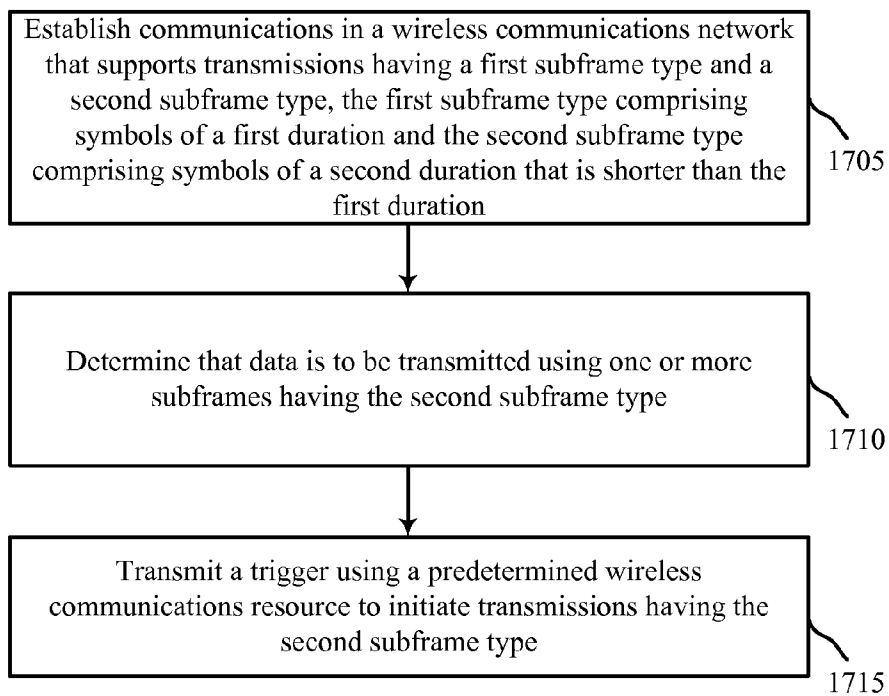 Establish communications in a wireless communications network
that supports transmissions having a first subframe type and a
second subframe type, the first subframe type comprising
symbols of a first duration and the second subframe type
comprising symbols of a second duration that is shorter than the
first duration
1705
Determine that data is to be transmitted using one or more
subframes having the second subframe type
1710
Transmit a trigger using a predetermined wireless
communications resource to initiate transmissions having the
second subframe type
1715